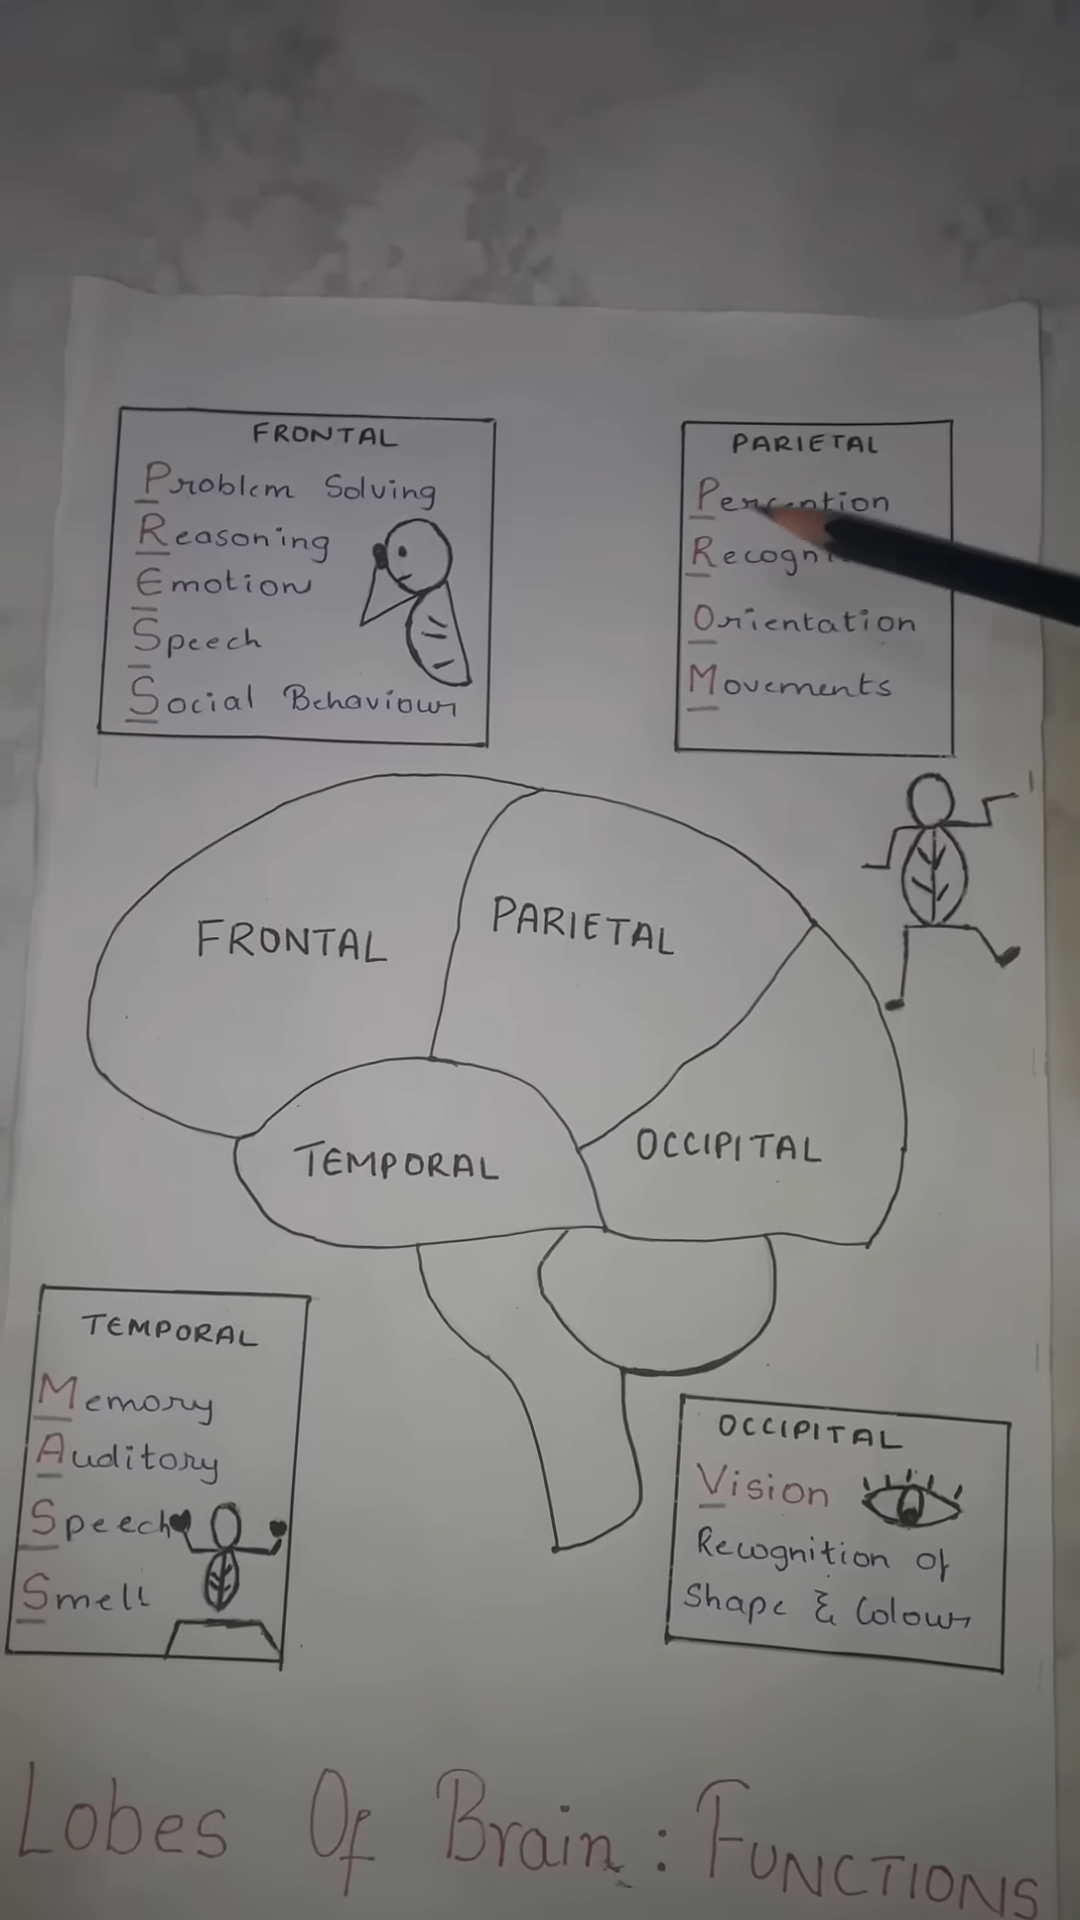 FRONTAL
Problem Solving
Reasoning
Emotion
Speech
Social Behaviour
PARIETAL
Perception
Orientation
Movements
FRONTAL
PARIETAL
TEMPORAL
OCCIPITAL
TEMPORAL
Memory
Auditory
Speech
Smell
OCCIPITAL
Vision
Recognition of
Shape & Colour
Lobes Of Brain : FUNCTIONS